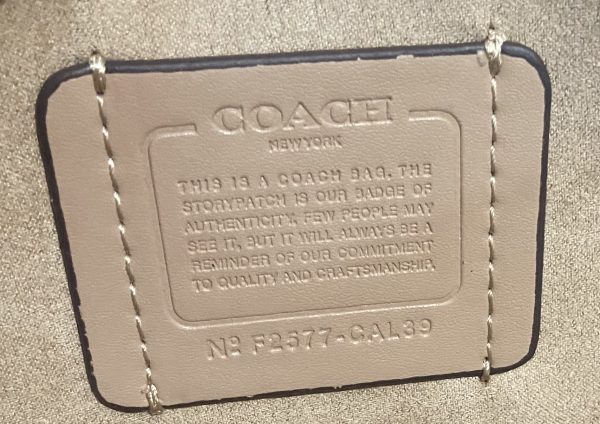 COACH
NEW YORK
THIS IS A COACH BAG. THE
STORYPATCH IS OUR BADGE OF
AUTHENTICITY. FEW PEOPLE MAY
SEE IT, BUT IT WILL ALWAYS BE A
REMINDER OF OUR COMMITMENT
TO QUALITY AND CRAFTSMANSHIP.
Nº F2577-CAL39